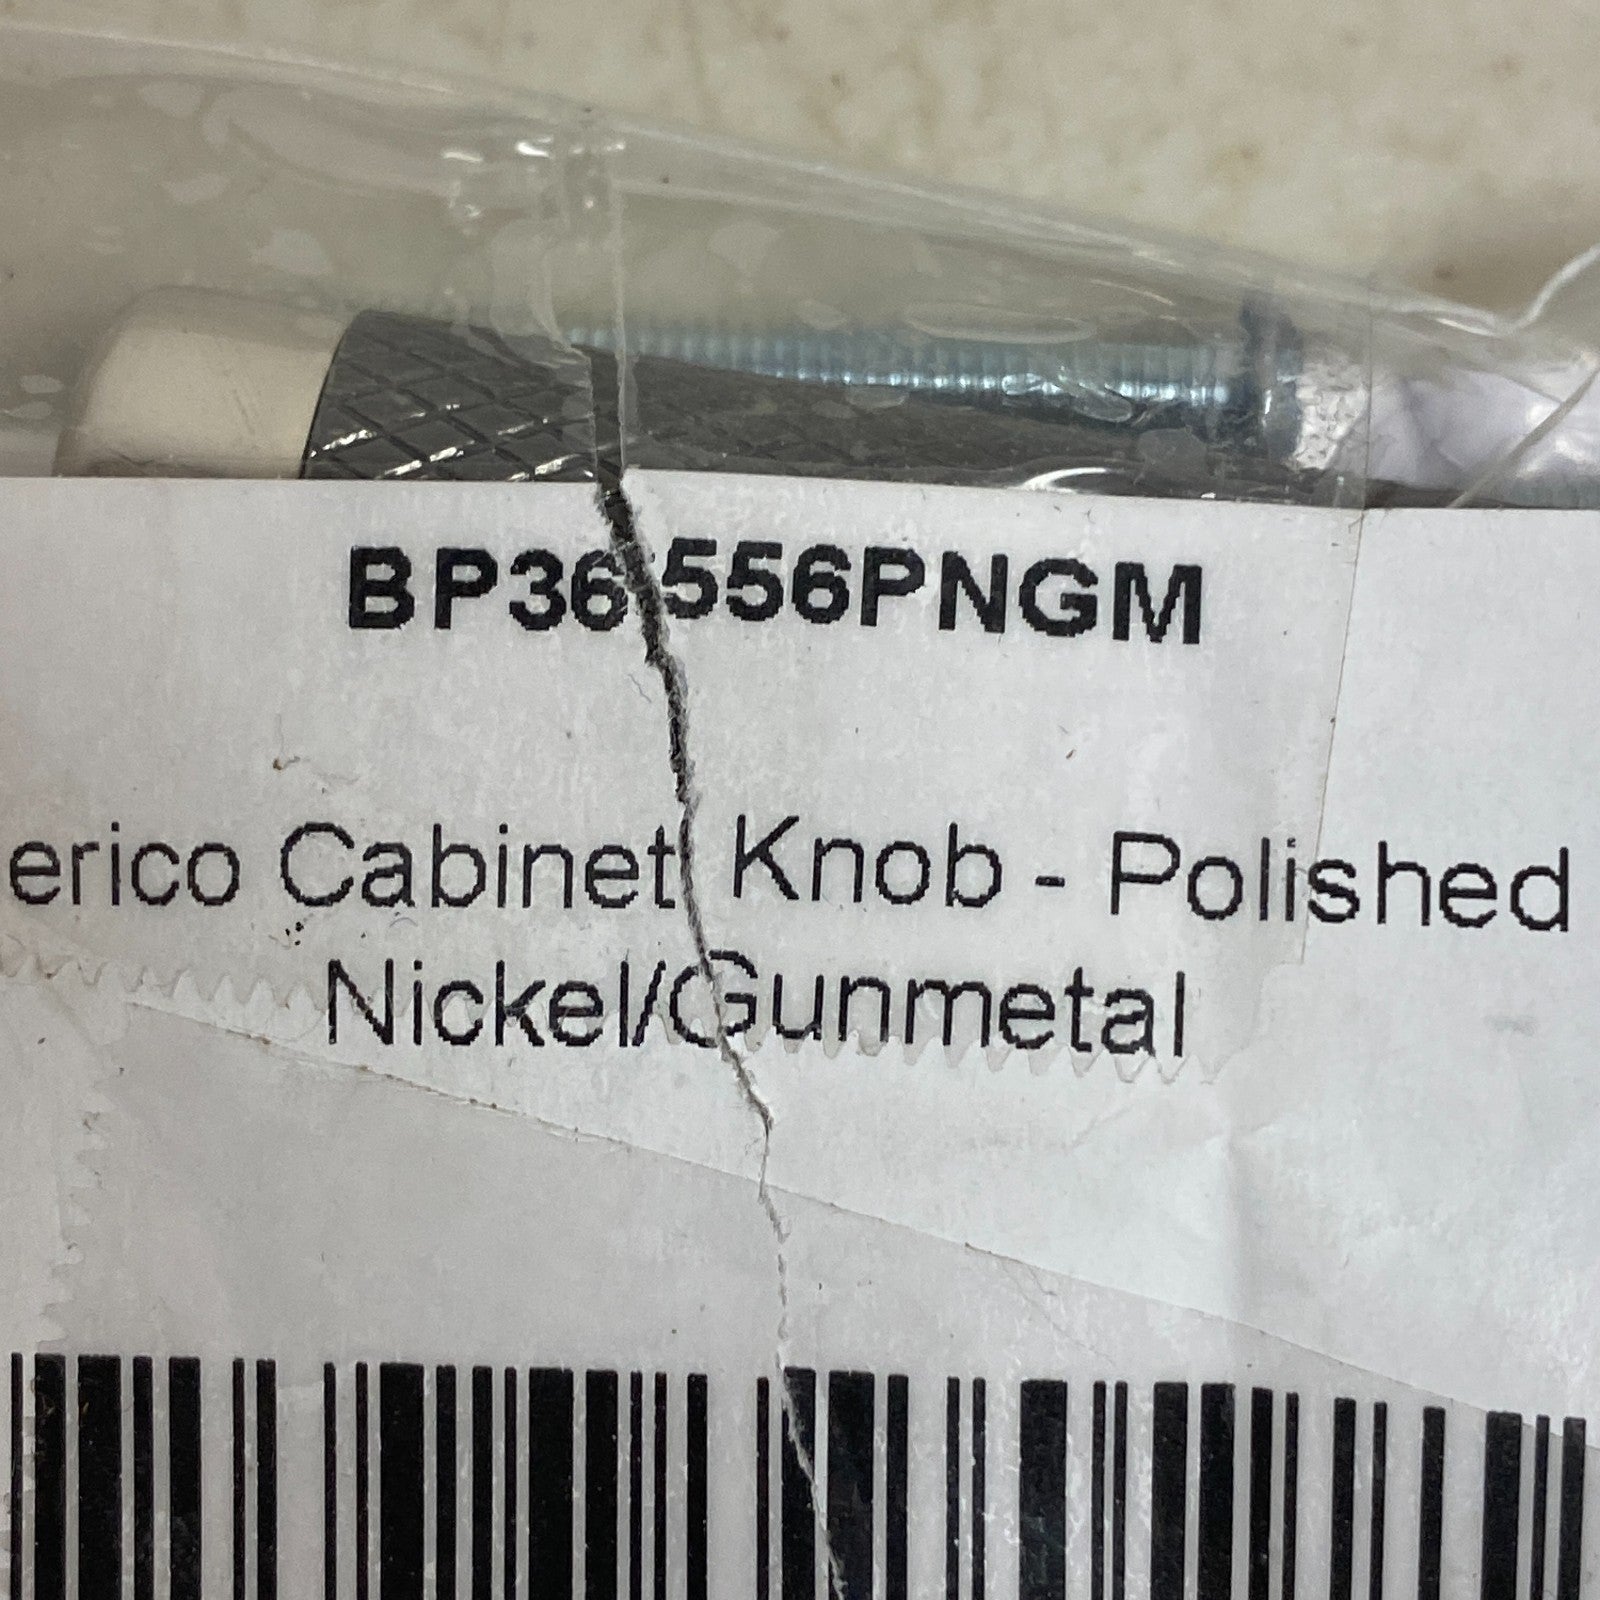 BP36556PNGM
erico Cabinet Knob - Polished
Nickel/Gunmetal